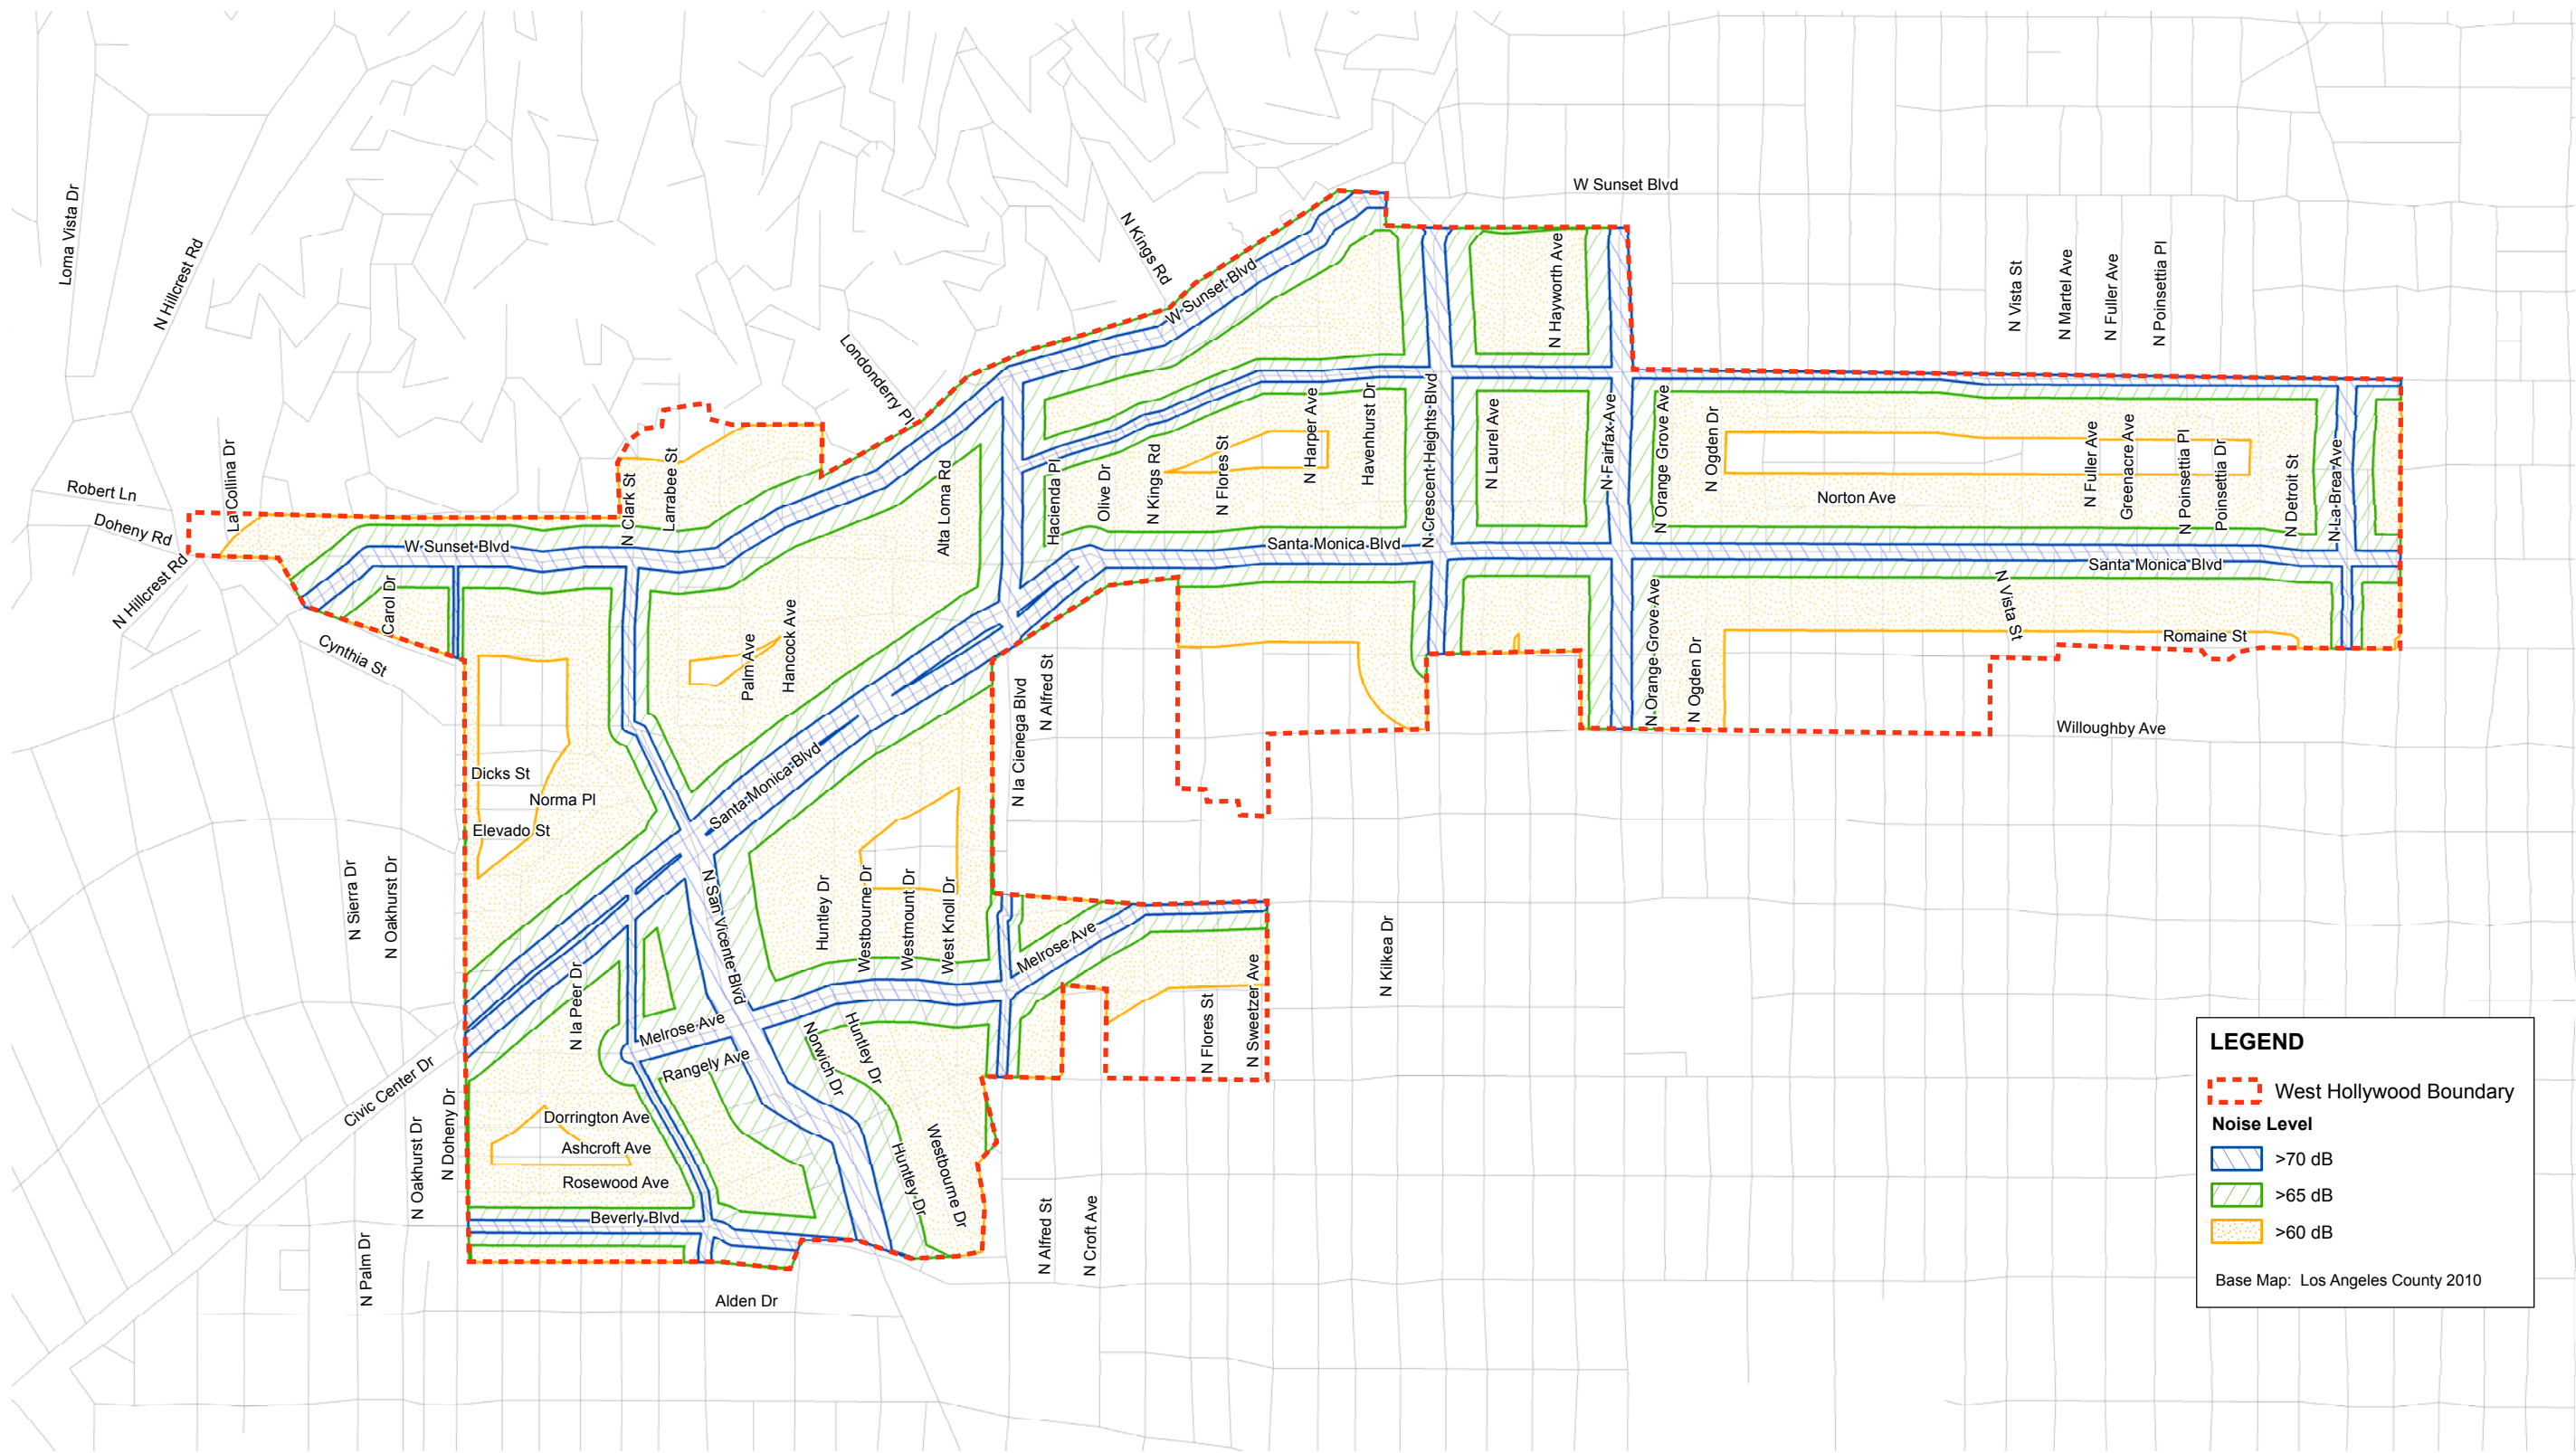 W Sunset Blvd
Loma Vista Dr
N Hillcrest Rd
N Kings Rd
W Sunset Blvd
N Hayworth Ave
N Vista St
N Martel Ave
N Fuller Ave
N Poinsettia Pl
Londonderry Pl
La Collina Dr
Robert Ln
Doheny Rd
N Hillcrest Rd
W Sunset Blvd
N Clark St
Larrabee St
Alta Loma Rd
Hacienda Pl
Olive Dr
N Kings Rd
N Flores St
N Harper Ave
Havenhurst Dr
N Crescent Heights Blvd
N Laurel Ave
N Fairfax Ave
N Orange Grove Ave
N Ogden Dr
Norton Ave
N Fuller Ave
Greenacre Ave
N Poinsettia Pl
Poinsettia Dr
N Detroit St
N La Brea Ave
Santa Monica Blvd
Santa Monica Blvd
Carol Dr
Cynthia St
Palm Ave
Hancock Ave
N la Cienega Blvd
N Alfred St
N Orange Grove Ave
N Ogden Dr
N Vista St
Romaine St
Willoughby Ave
Dicks St
Norma Pl
Elevado St
Santa Monica Blvd
N Sierra Dr
N Oakhurst Dr
N San Vicente Blvd
Huntley Dr
Westbourne Dr
Westmount Dr
West Knoll Dr
Melrose Ave
N Kilkea Dr
N la Peer Dr
Melrose Ave
Rangely Ave
Norwich Dr
Huntley Dr
N Flores St
N Sweetzer Ave
Civic Center Dr
N Oakhurst Dr
N Doheny Dr
Dorrington Ave
Ashcroft Ave
Rosewood Ave
Beverly Blvd
Huntley Dr
Westbourne Dr
N Alfred St
N Croft Ave
N Palm Dr
Alden Dr
LEGEND
West Hollywood Boundary
Noise Level
>70 dB
>65 dB
>60 dB
Base Map: Los Angeles County 2010